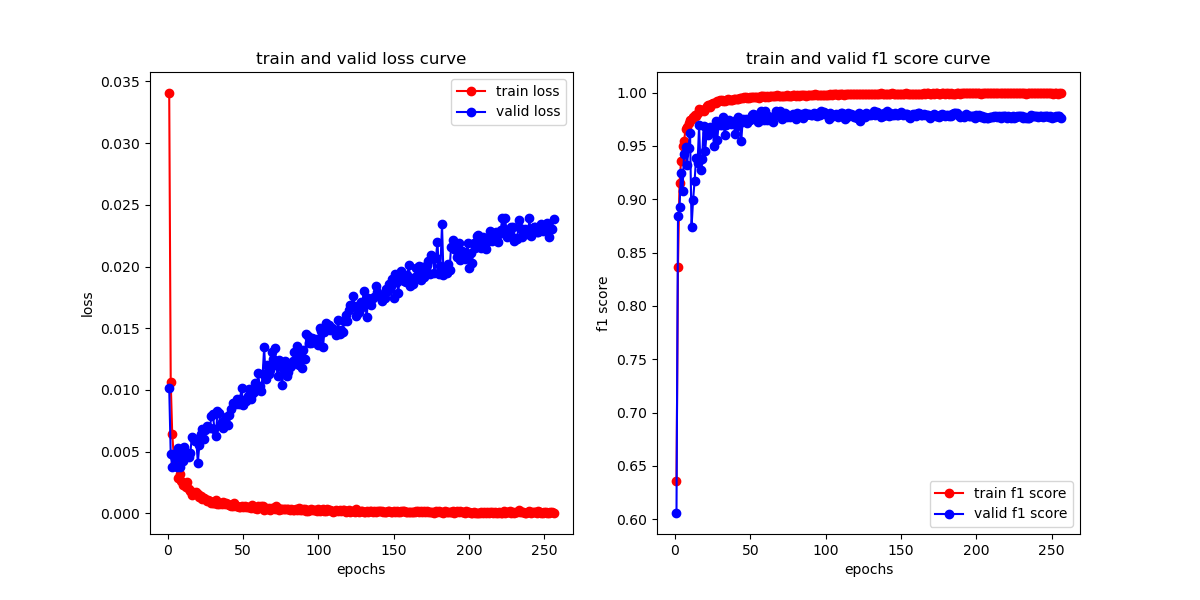 train and valid loss curve
0.035
0.030
0.025
0.020
0.015
0.010
0.005
0.000
loss
0
50
100
150
200
250
epochs
train loss
valid loss
train and valid f1 score curve
1.00
0.95
0.90
0.85
0.80
0.75
0.70
0.65
0.60
f1 score
0
50
100
150
200
250
epochs
train f1 score
valid f1 score